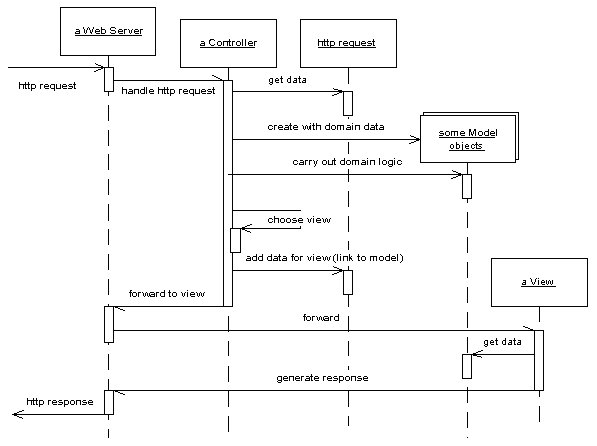 a Web Server
a Controller
http request
http request
handle http request
get data
create with domain data
some Model
objects
carry out domain logic
choose view
add data for view (link to model)
a View
forward to view
forward
get data
generate response
http response